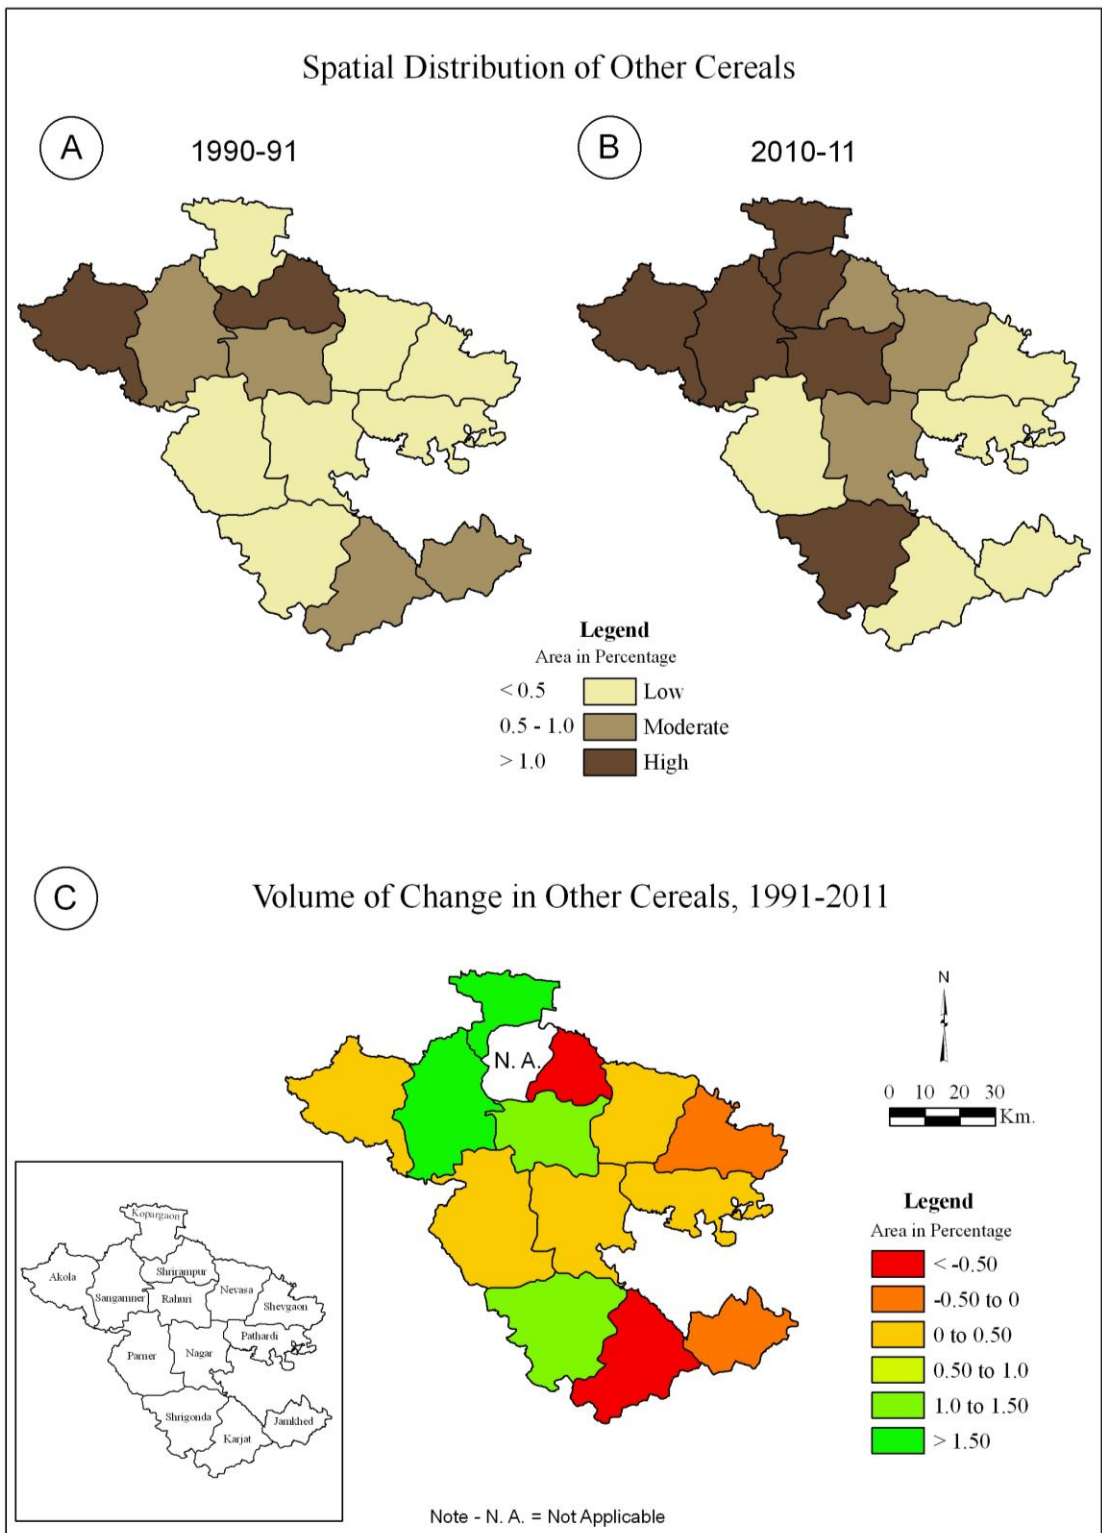 Spatial Distribution of Other Cereals
A
1990-91
B
2010-11
Legend
Area in Percentage
< 0.5 Low
0.5 - 1.0 Moderate
> 1.0 High
C
Volume of Change in Other Cereals, 1991-2011
N. A.
N
0 10 20 30
Km.
Legend
Area in Percentage
< -0.50
-0.50 to 0
0 to 0.50
0.50 to 1.0
1.0 to 1.50
> 1.50
Kopargaon
Akola
Shrirampur
Sangamner
Rahuri
Nevasa
Shevgaon
Parner
Nagar
Pathardi
Shrigonda
Karjat
Jamkhed
Note - N. A. = Not Applicable